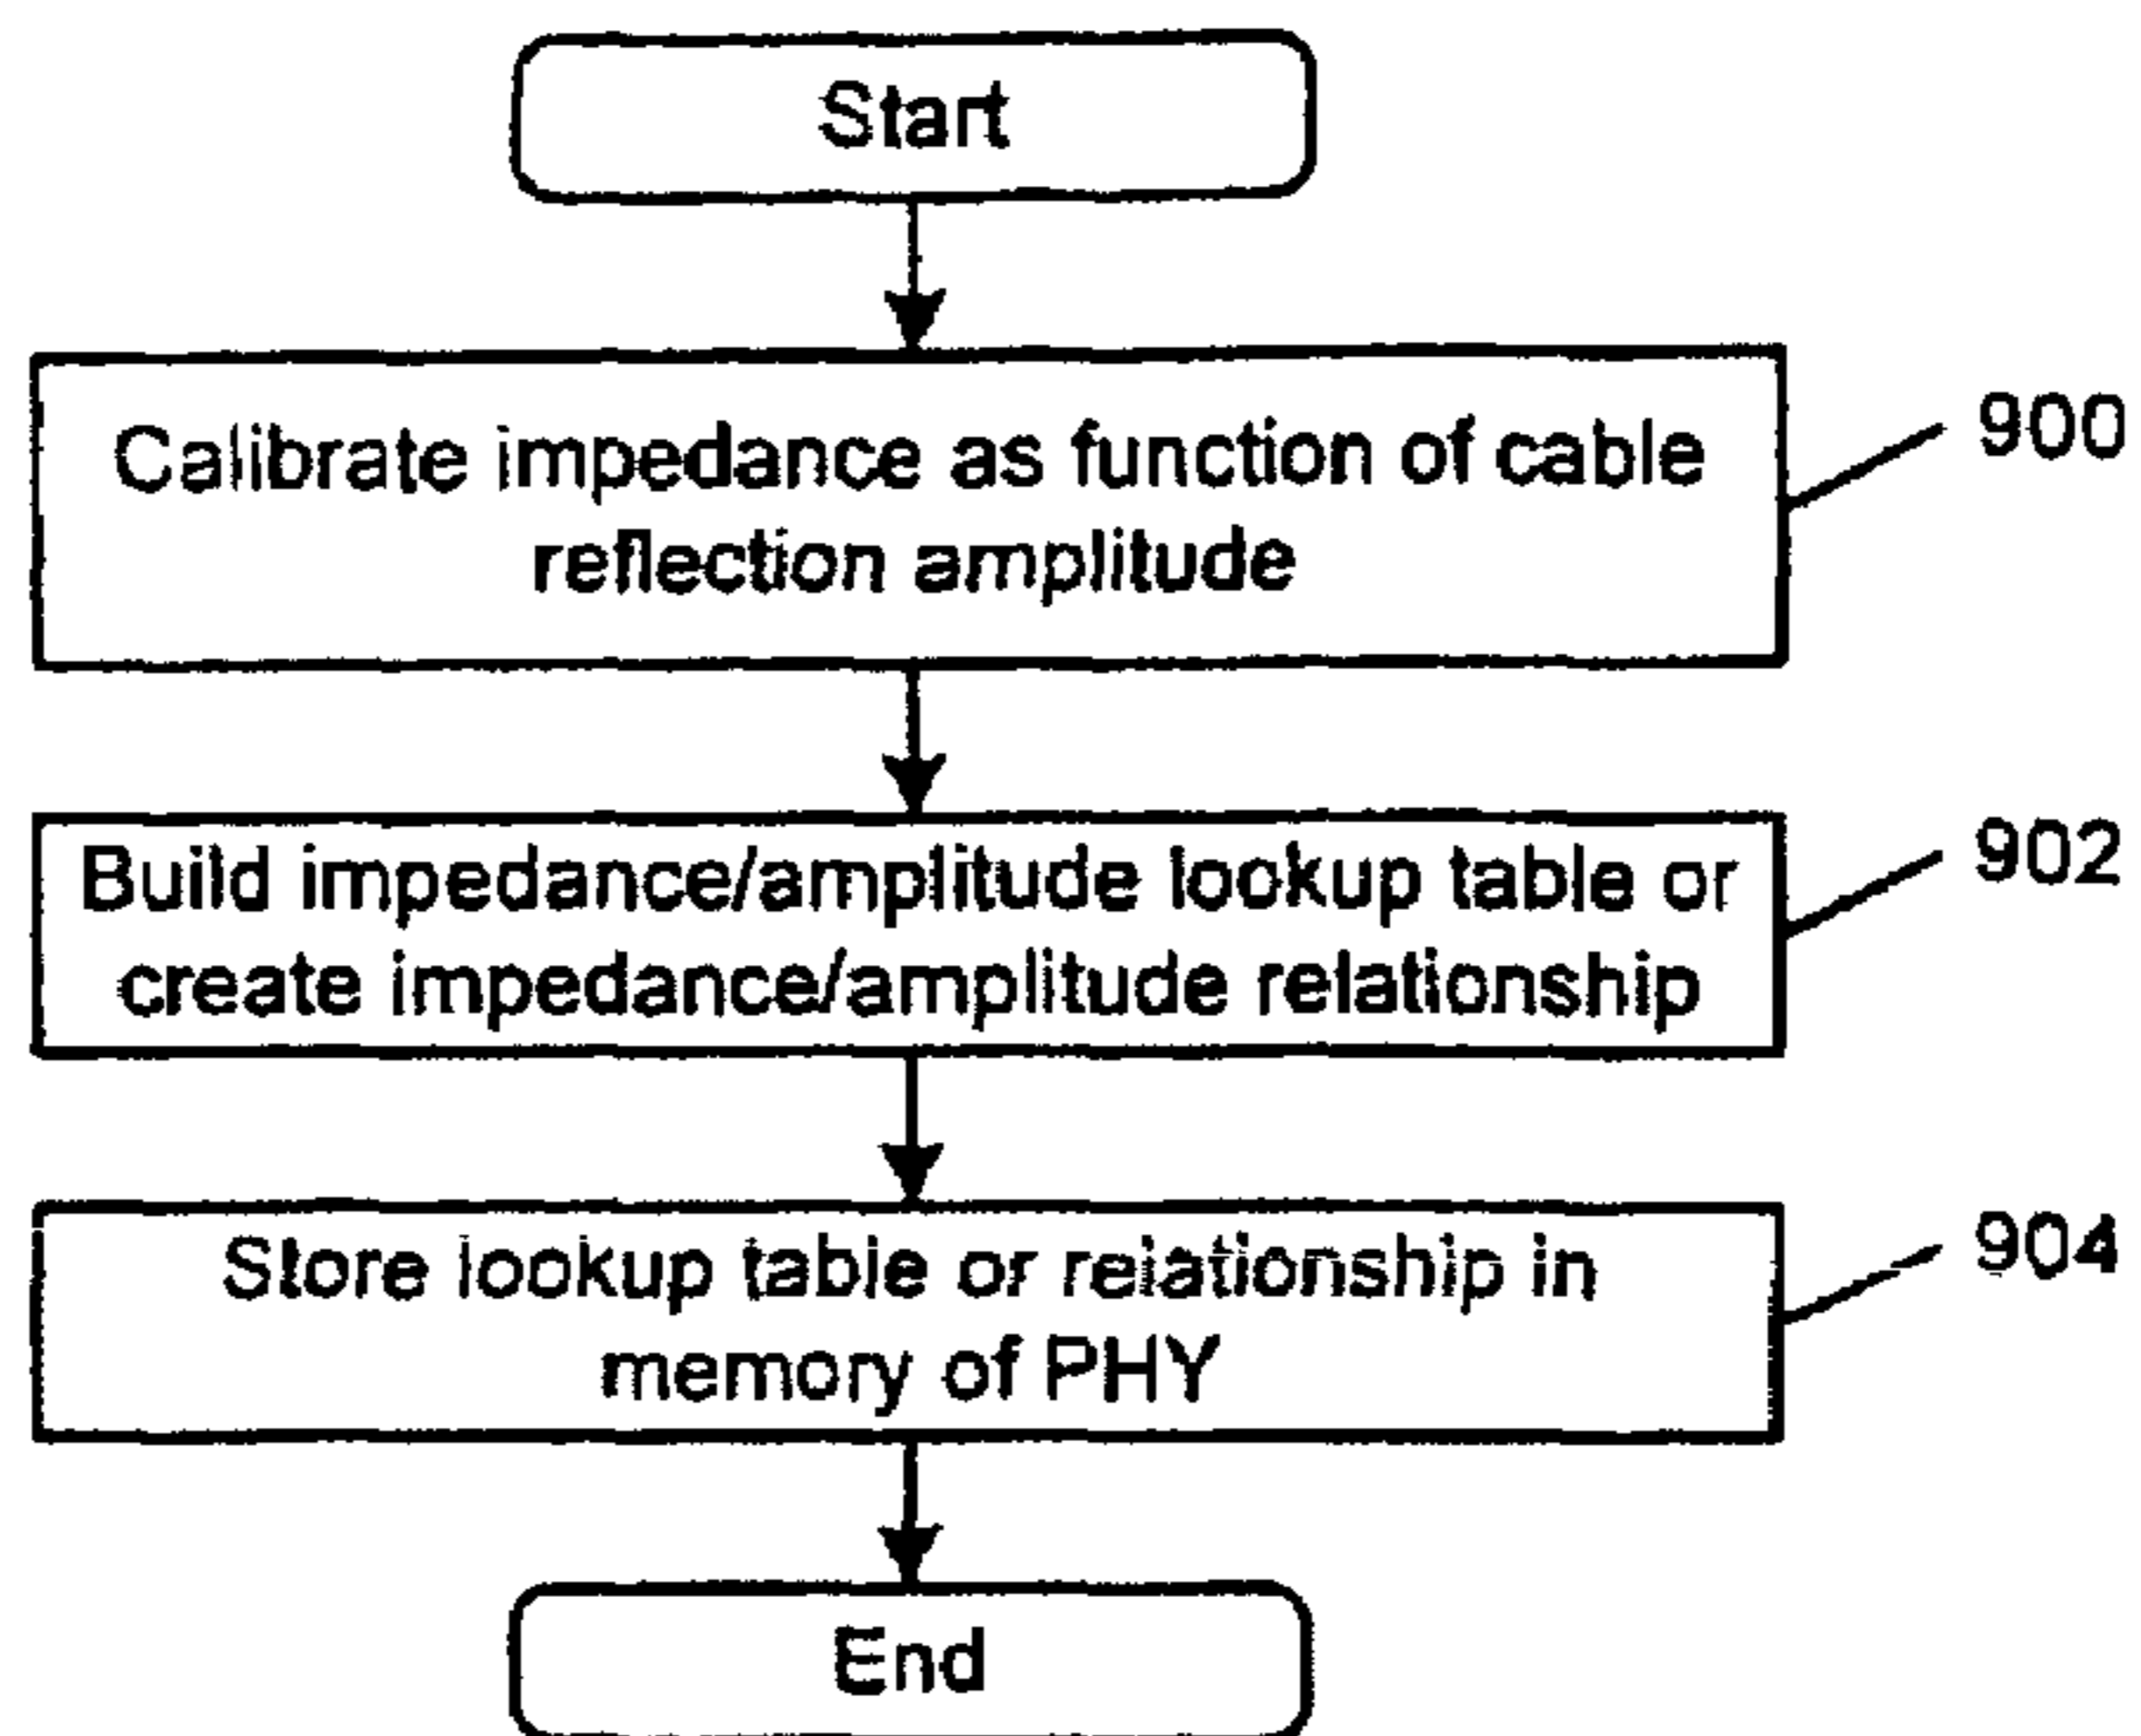 Start
Calibrate impedance as function of cable
reflection amplitude
900
Build impedance/amplitude lookup table or
create impedance/amplitude relationship
902
Store lookup table or relationship in
memory of PHY
904
End